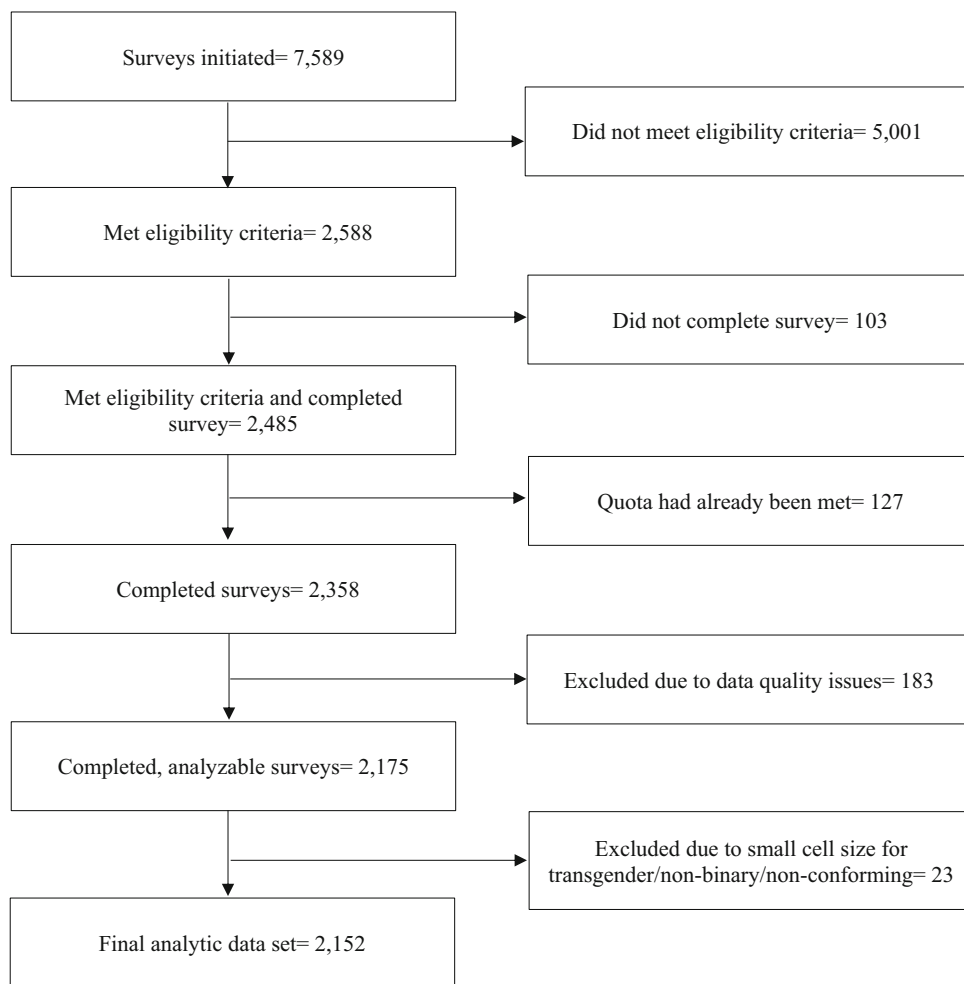 Surveys initiated= 7,589
Did not meet eligibility criteria= 5,001
Met eligibility criteria= 2,588
Did not complete survey= 103
Met eligibility criteria and completed
survey= 2,485
Quota had already been met= 127
Completed surveys= 2,358
Excluded due to data quality issues= 183
Completed, analyzable surveys= 2,175
Excluded due to small cell size for
transgender/non-binary/non-conforming= 23
Final analytic data set= 2,152